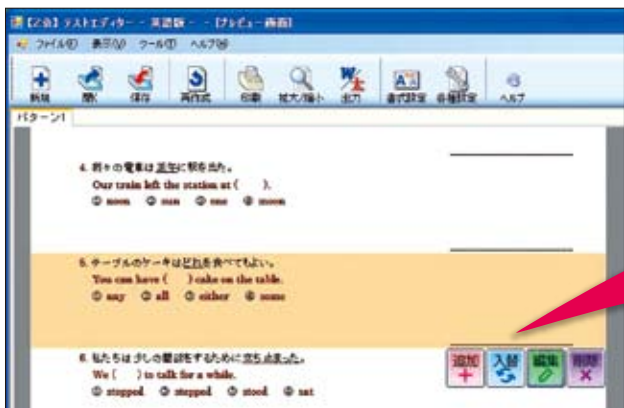 【Z会】テストエディター - 英語版 - - [プレビュー画面]
ファイル(F) 表示(V) ツール(T) ヘルプ(H)
新規 開く 保存 再作成 印刷 拡大/縮小 出力 書式設定 各種設定 ヘルプ
パターン1
4. 我々の電車は正午に駅を出た。
Our train left the station at ( ).
① noon ② sun ③ one ④ moon
5. テーブルのケーキはどれを食べてもよい。
You can have ( ) cake on the table.
① any ② all ③ either ④ some
6. 私たちは少しの間話をするために立ち止まった。
We ( ) to talk for a while.
① stopped ② stepped ③ stood ④ sat
追加 入替 編集 削除